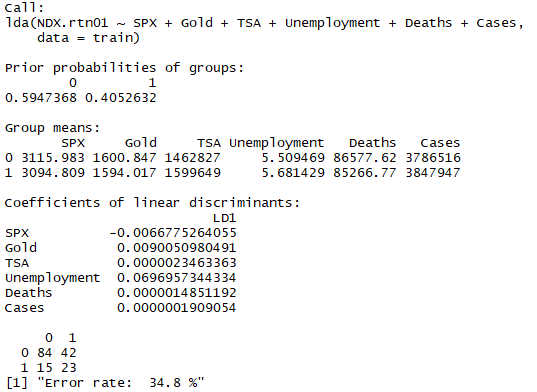 Call:
lda(NDX.rtn01 ~ SPX + Gold + TSA + Unemployment + Deaths + Cases,
data = train)
Prior probabilities of groups:
0 1
0.5947368 0.4052632
Group means:
SPX Gold TSA Unemployment Deaths Cases
0 3115.983 1600.847 1462827 5.509469 86577.62 3786516
1 3094.809 1594.017 1599649 5.681429 85266.77 3847947
Coefficients of linear discriminants:
LD1
SPX -0.0066775264055
Gold 0.0090050980491
TSA 0.0000023463363
Unemployment 0.0696957344334
Deaths 0.0000014851192
Cases 0.0000001909054
0 1
0 84 42
1 15 23
[1] "Error rate: 34.8 %"